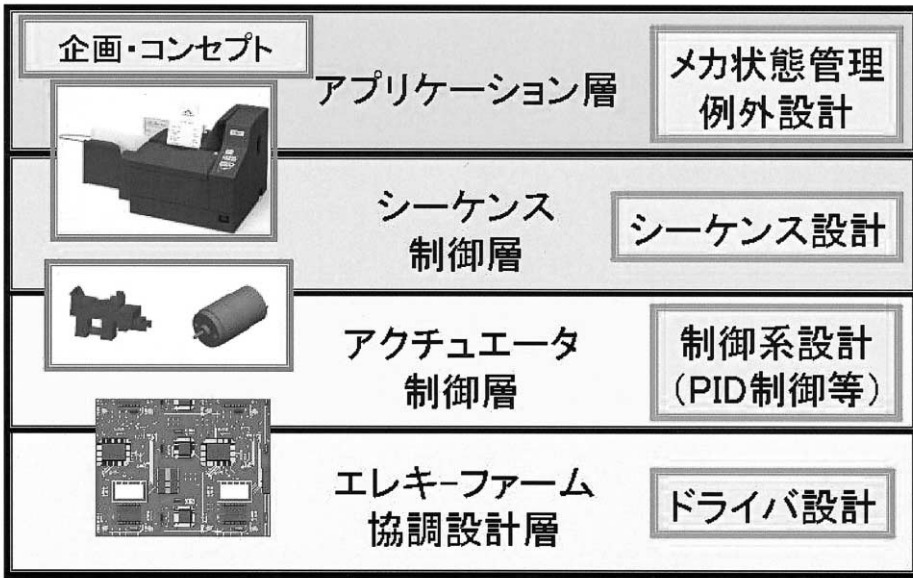 企画・コンセプト
アプリケーション層
メカ状態管理
例外設計
シーケンス
制御層
シーケンス設計
アクチュエータ
制御層
制御系設計
(PID制御等)
エレキ-ファーム
協調設計層
ドライバ設計